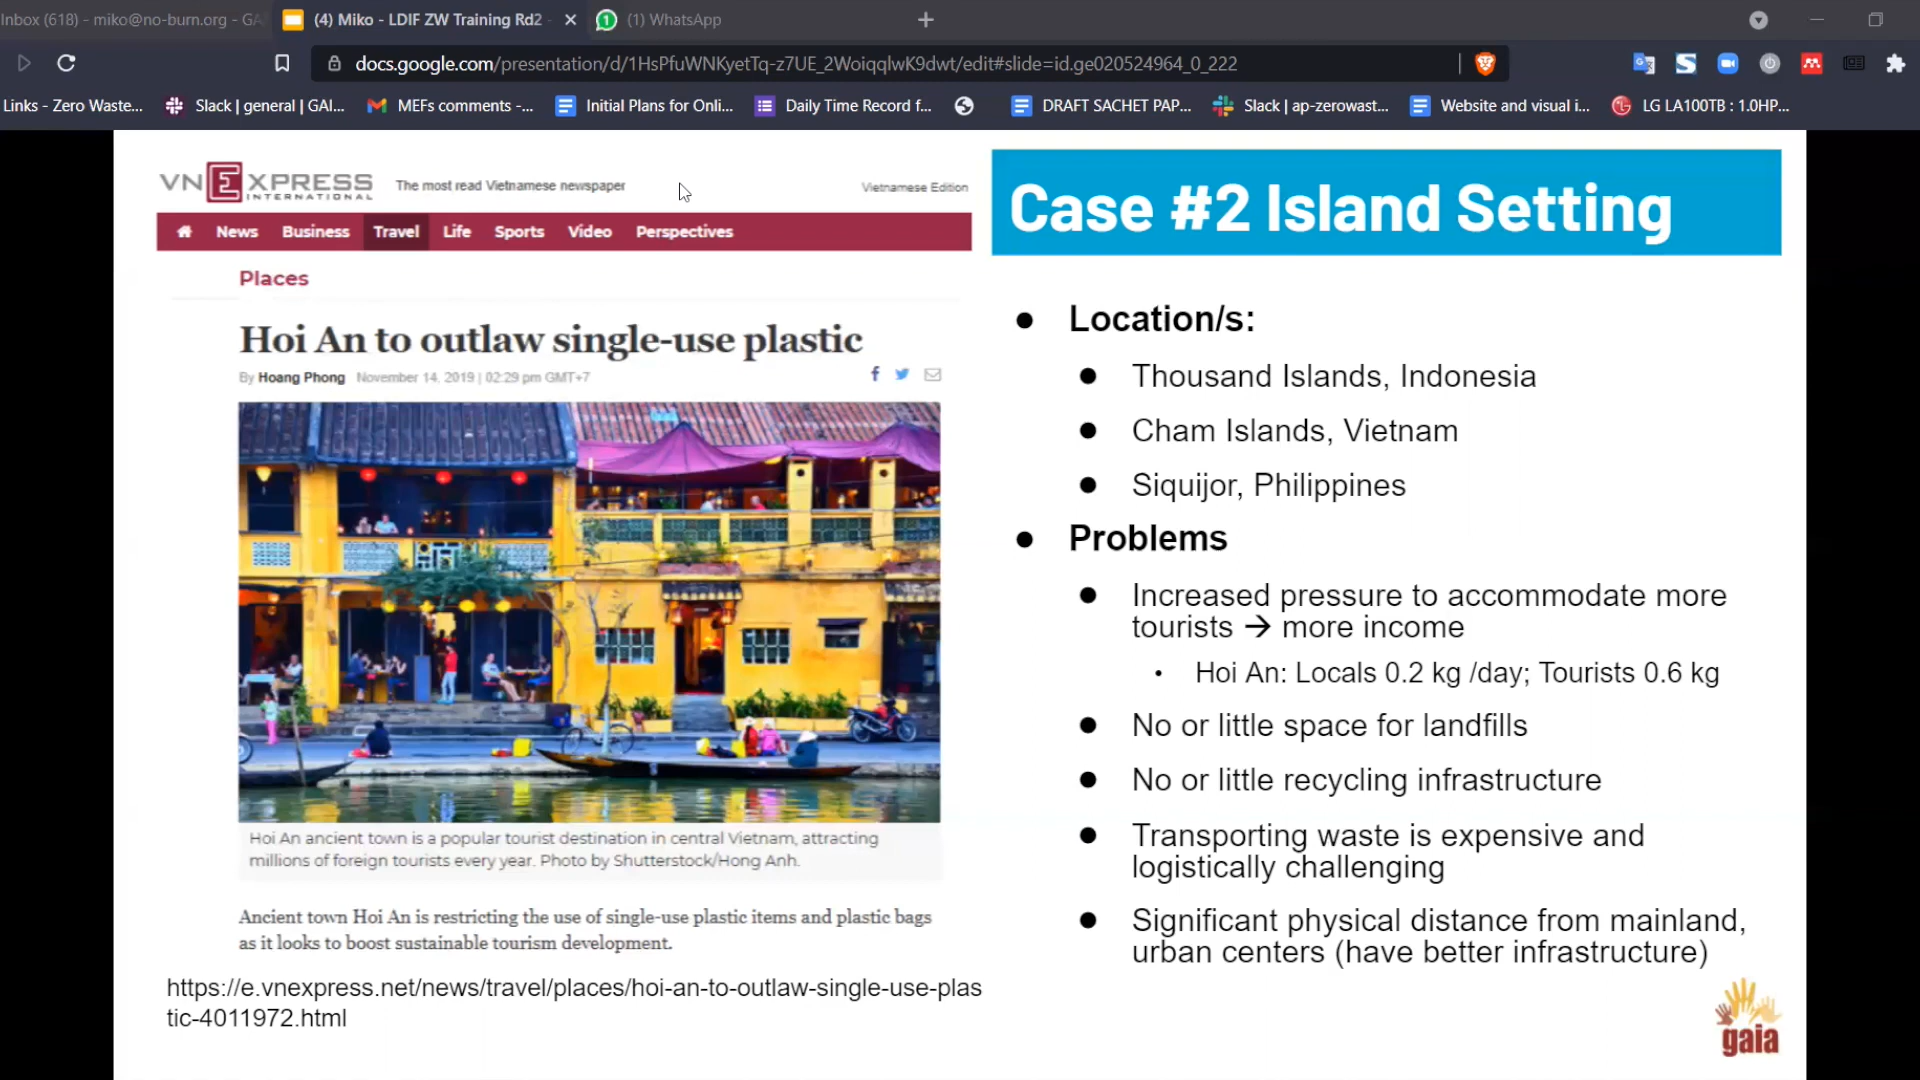 Inbox (618) - miko@no-burn.org - GA
(4) Miko - LDIF ZW Training Rd2
(1) WhatsApp
docs.google.com/presentation/d/1HsPfuWNKyetTq-z7UE_2WoiqqlwK9dwt/edit#slide=id.ge020524964_0_222
Links - Zero Waste...
Slack | general | GAI...
MEFs comments -...
Initial Plans for Onli...
Daily Time Record f...
DRAFT SACHET PAP...
Slack | ap-zerowast...
Website and visual i...
LG LA100TB : 1.0HP...
VNEXPRESS
INTERNATIONAL
The most read Vietnamese newspaper
Vietnamese Edition
News Business Travel Life Sports Video Perspectives
Places
Hoi An to outlaw single-use plastic
By Hoang Phong November 14, 2019 | 02:29 pm GMT+7
Hoi An ancient town is a popular tourist destination in central Vietnam, attracting
millions of foreign tourists every year. Photo by Shutterstock/Hong Anh.
Ancient town Hoi An is restricting the use of single-use plastic items and plastic bags
as it looks to boost sustainable tourism development.
https://e.vnexpress.net/news/travel/places/hoi-an-to-outlaw-single-use-plas
tic-4011972.html
Case #2 Island Setting
● Location/s:
● Thousand Islands, Indonesia
● Cham Islands, Vietnam
● Siquijor, Philippines
● Problems
● Increased pressure to accommodate more
tourists → more income
• Hoi An: Locals 0.2 kg /day; Tourists 0.6 kg
● No or little space for landfills
● No or little recycling infrastructure
● Transporting waste is expensive and
logistically challenging
● Significant physical distance from mainland,
urban centers (have better infrastructure)
gaia